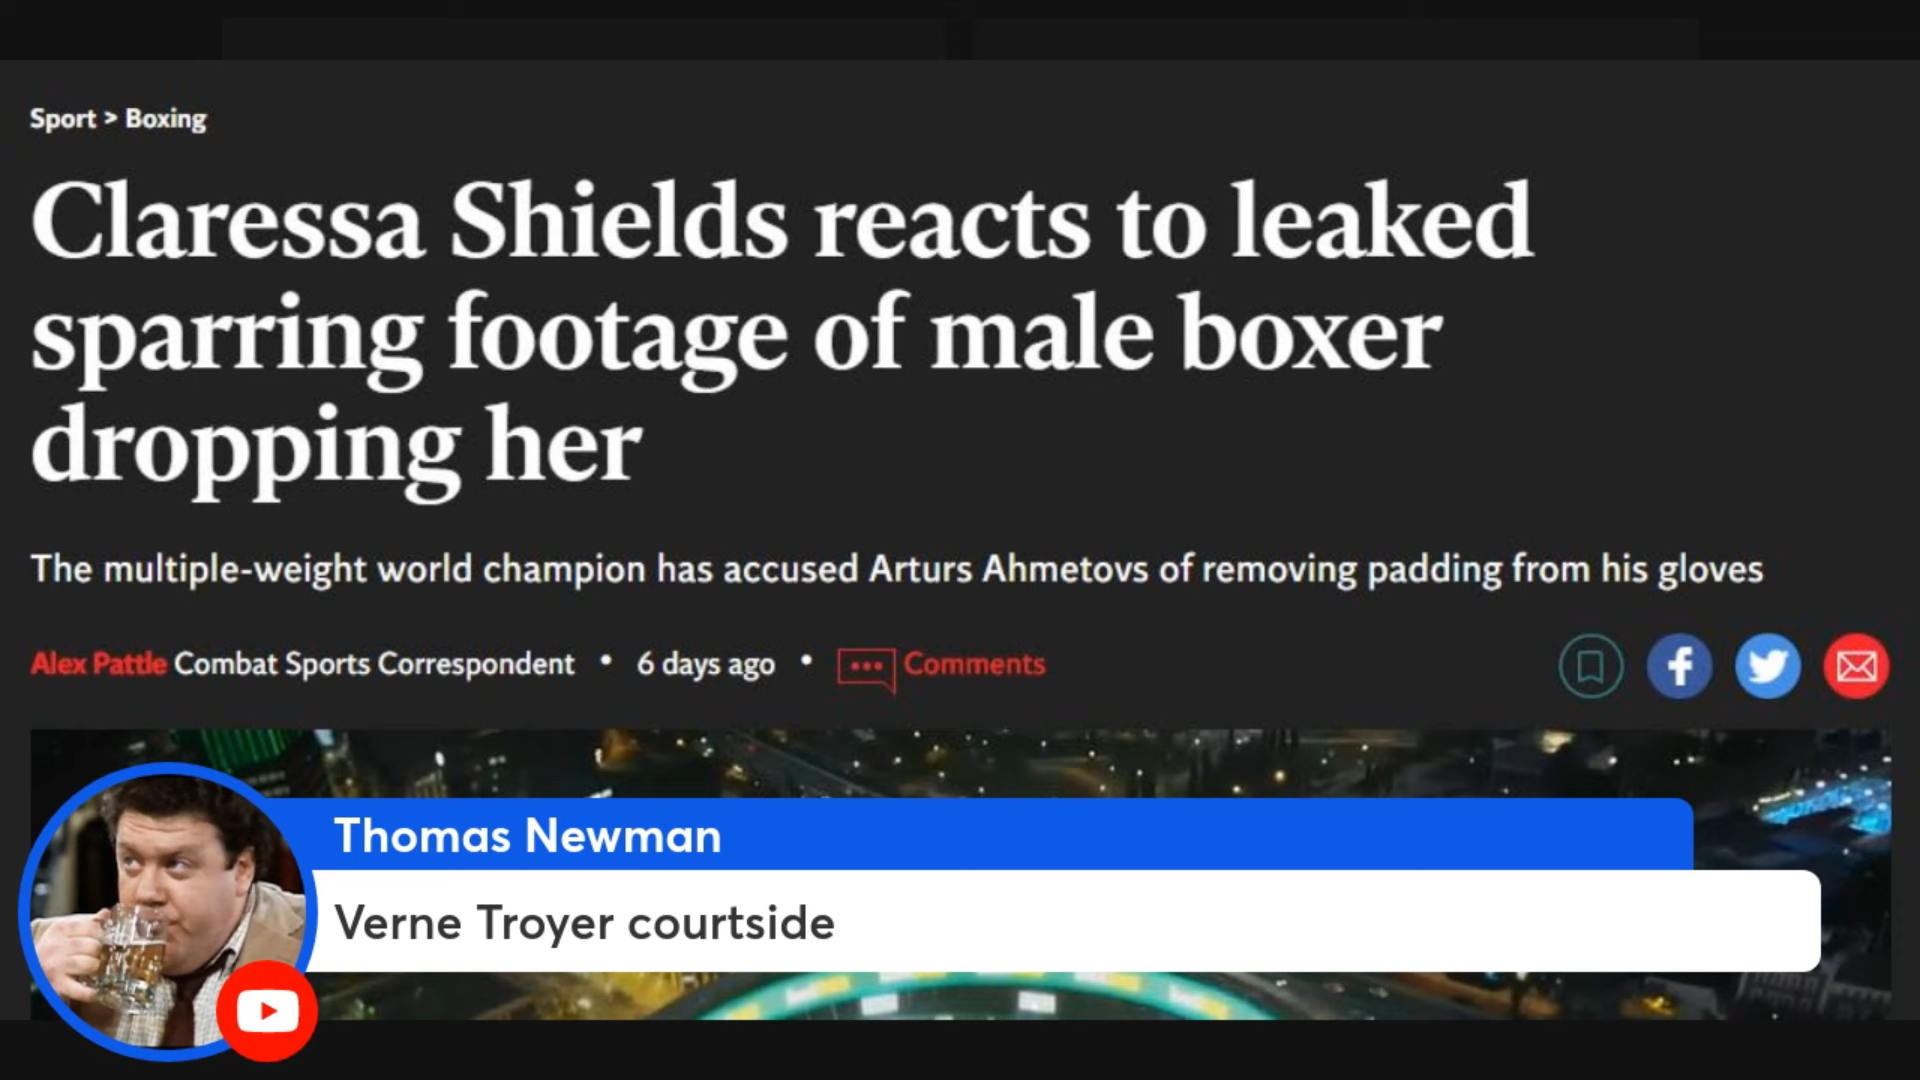 Sport > Boxing
Claressa Shields reacts to leaked
sparring footage of male boxer
dropping her
The multiple-weight world champion has accused Arturs Ahmetovs of removing padding from his gloves
Alex Pattle Combat Sports Correspondent • 6 days ago • Comments
Thomas Newman
Verne Troyer courtside